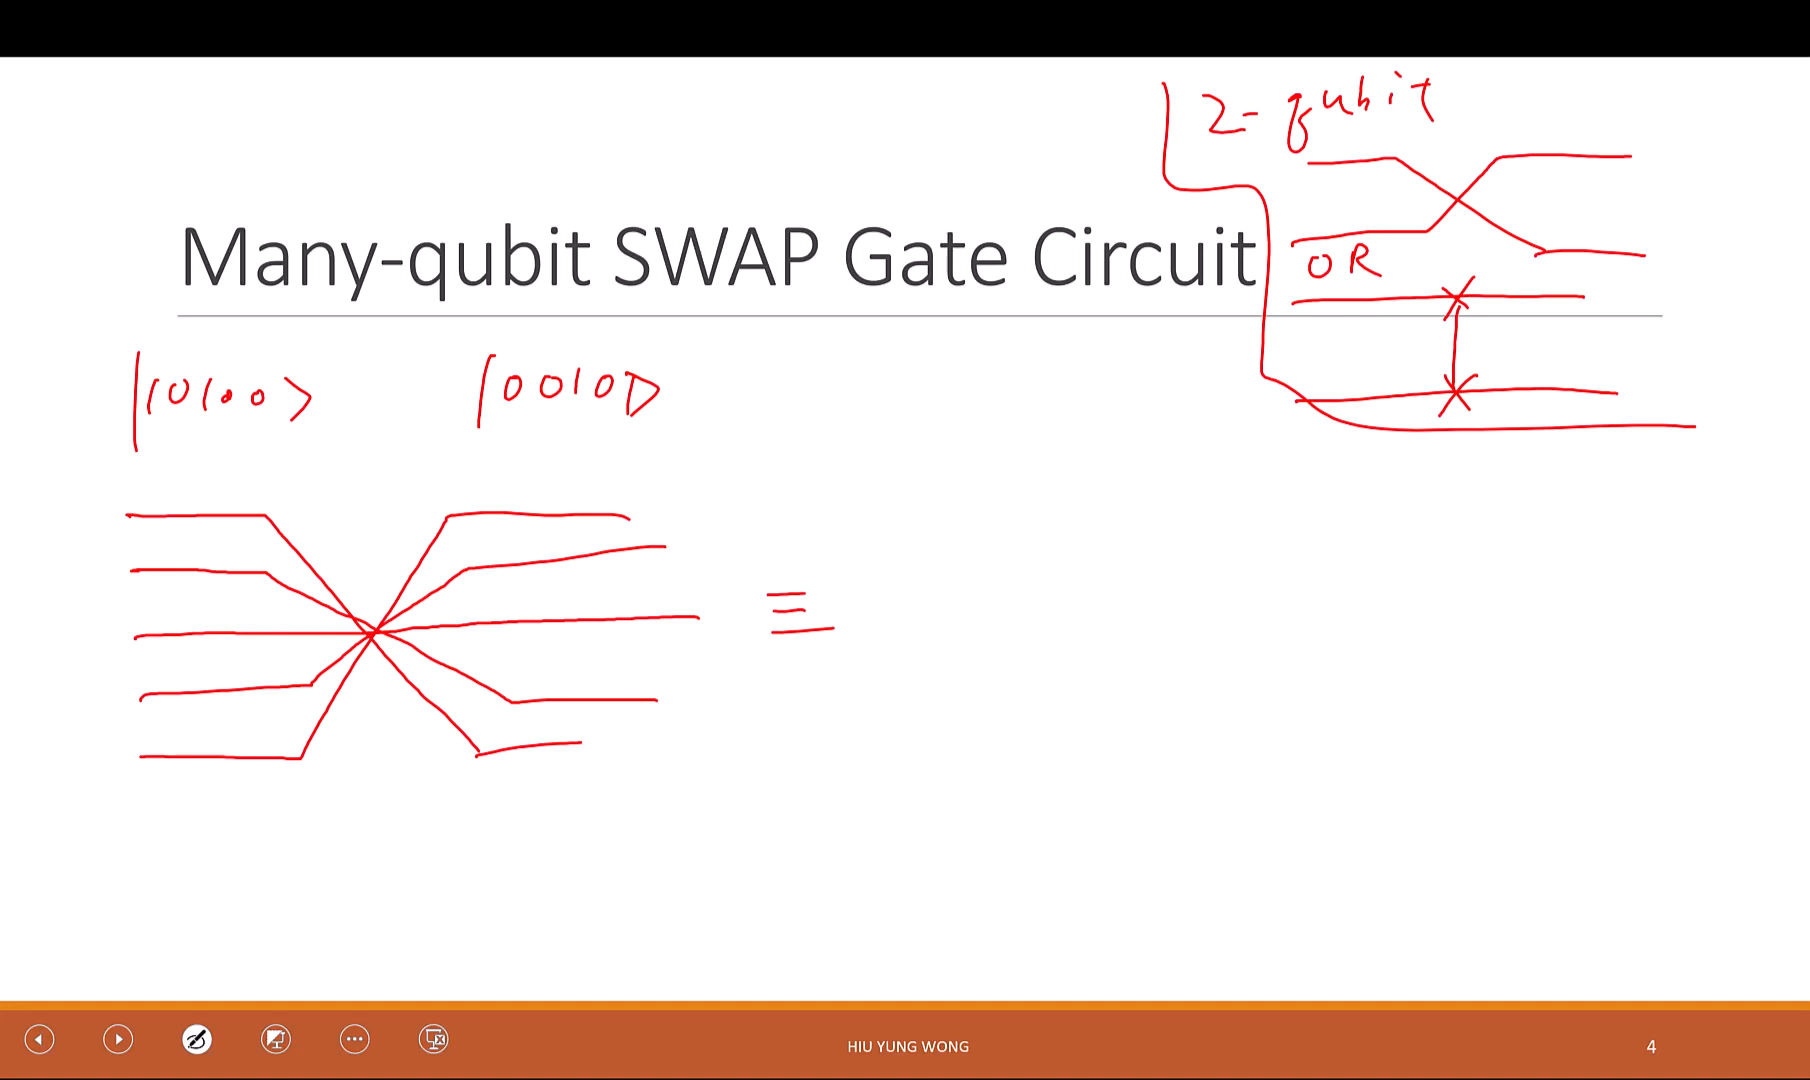 2-qubit
Many-qubit SWAP Gate Circuit
OR
|10100>
|00101>
≡
HIU YUNG WONG
4